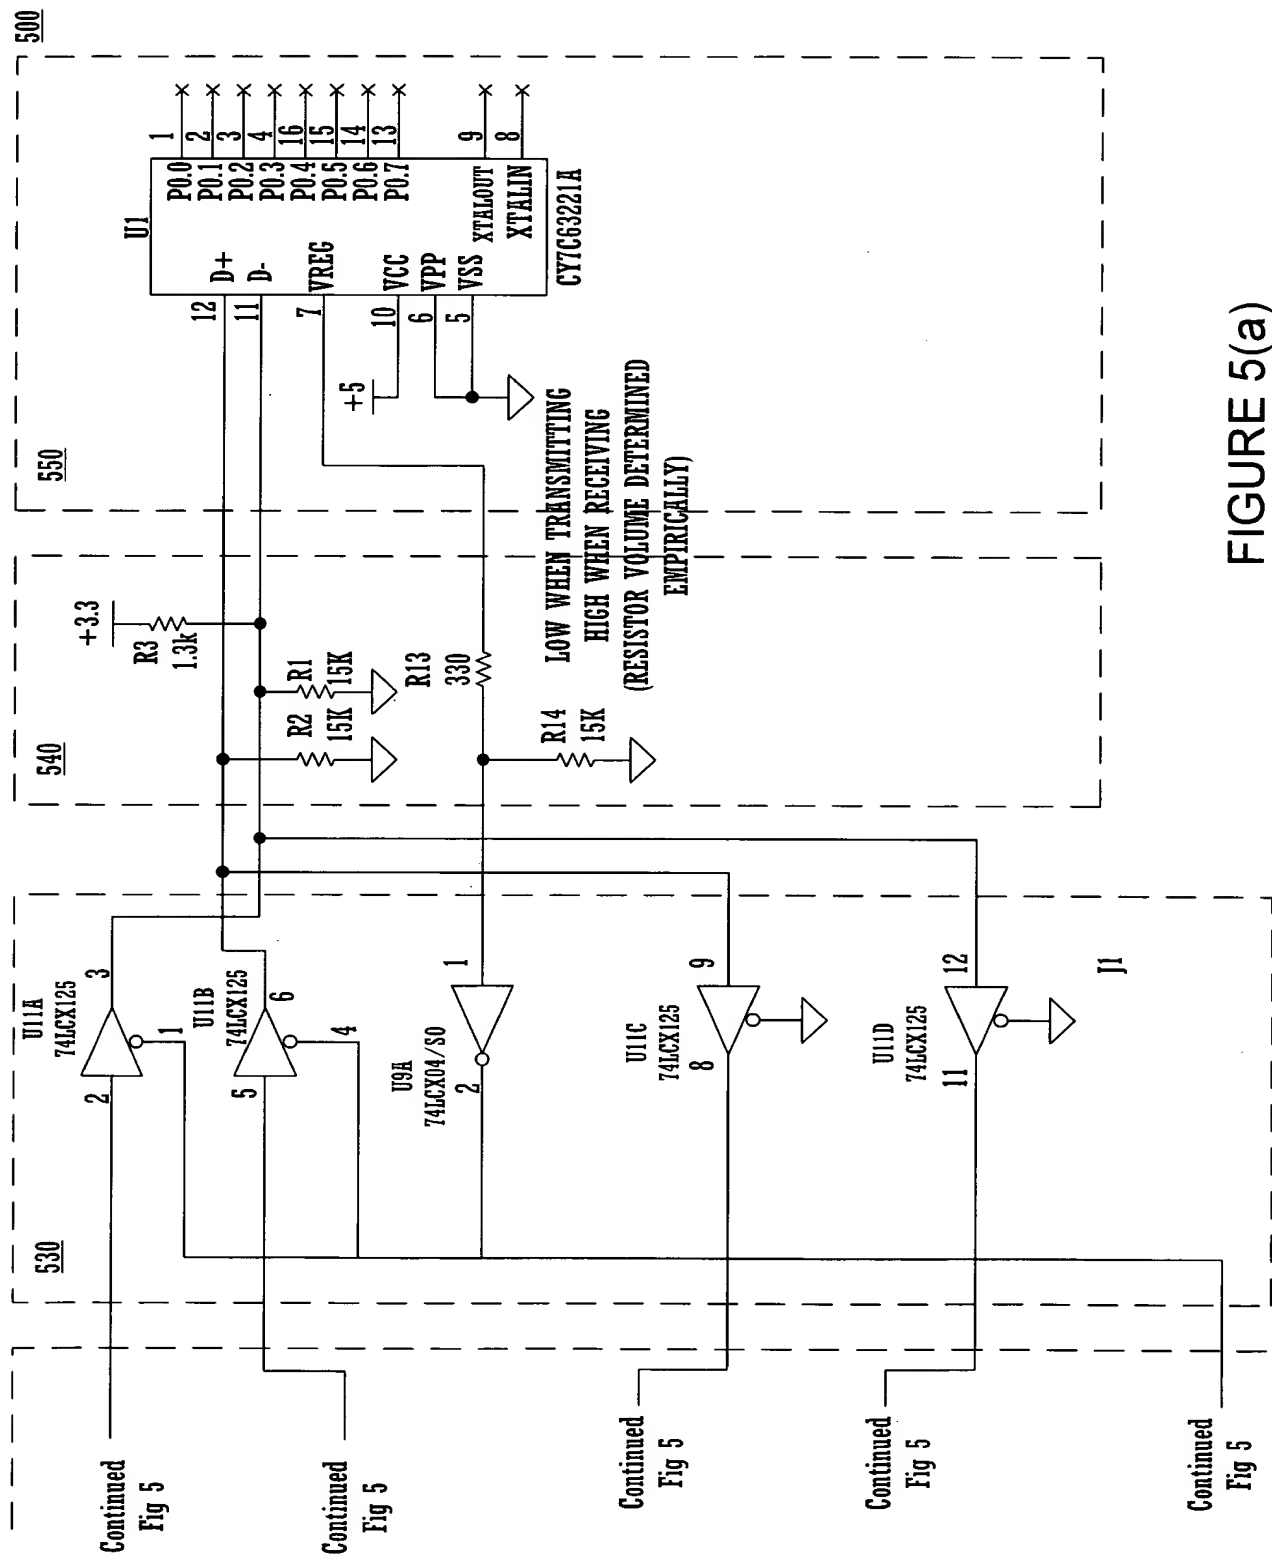 500
550
U1
D+
D-
VREG
VCC
VPP
VSS
P0.0
P0.1
P0.2
P0.3
P0.4
P0.5
P0.6
P0.7
XTALOUT
XTALIN
CY7C63221A
1
2
3
4
16
15
14
13
9
8
12
11
7
10
6
5
+5
LOW WHEN TRANSMITTING
HIGH WHEN RECEIVING
(RESISTOR VOLUME DETERMINED
EMPIRICALLY)
540
+3.3
R3
1.3k
R1
15K
R2
15K
R13
330
R14
15K
530
U11A
74LCX125
2
3
1
U11B
74LCX125
5
6
4
U9A
74LCX04/SO
2
1
U11C
74LCX125
8
9
U11D
74LCX125
11
12
J1
Continued
Fig 5
Continued
Fig 5
Continued
Fig 5
Continued
Fig 5
Continued
Fig 5
FIGURE 5(a)